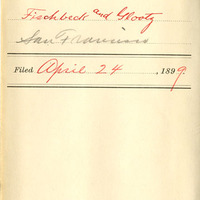 Fischbeck and Glootz
San Francisco
Filed April 24, 1899.